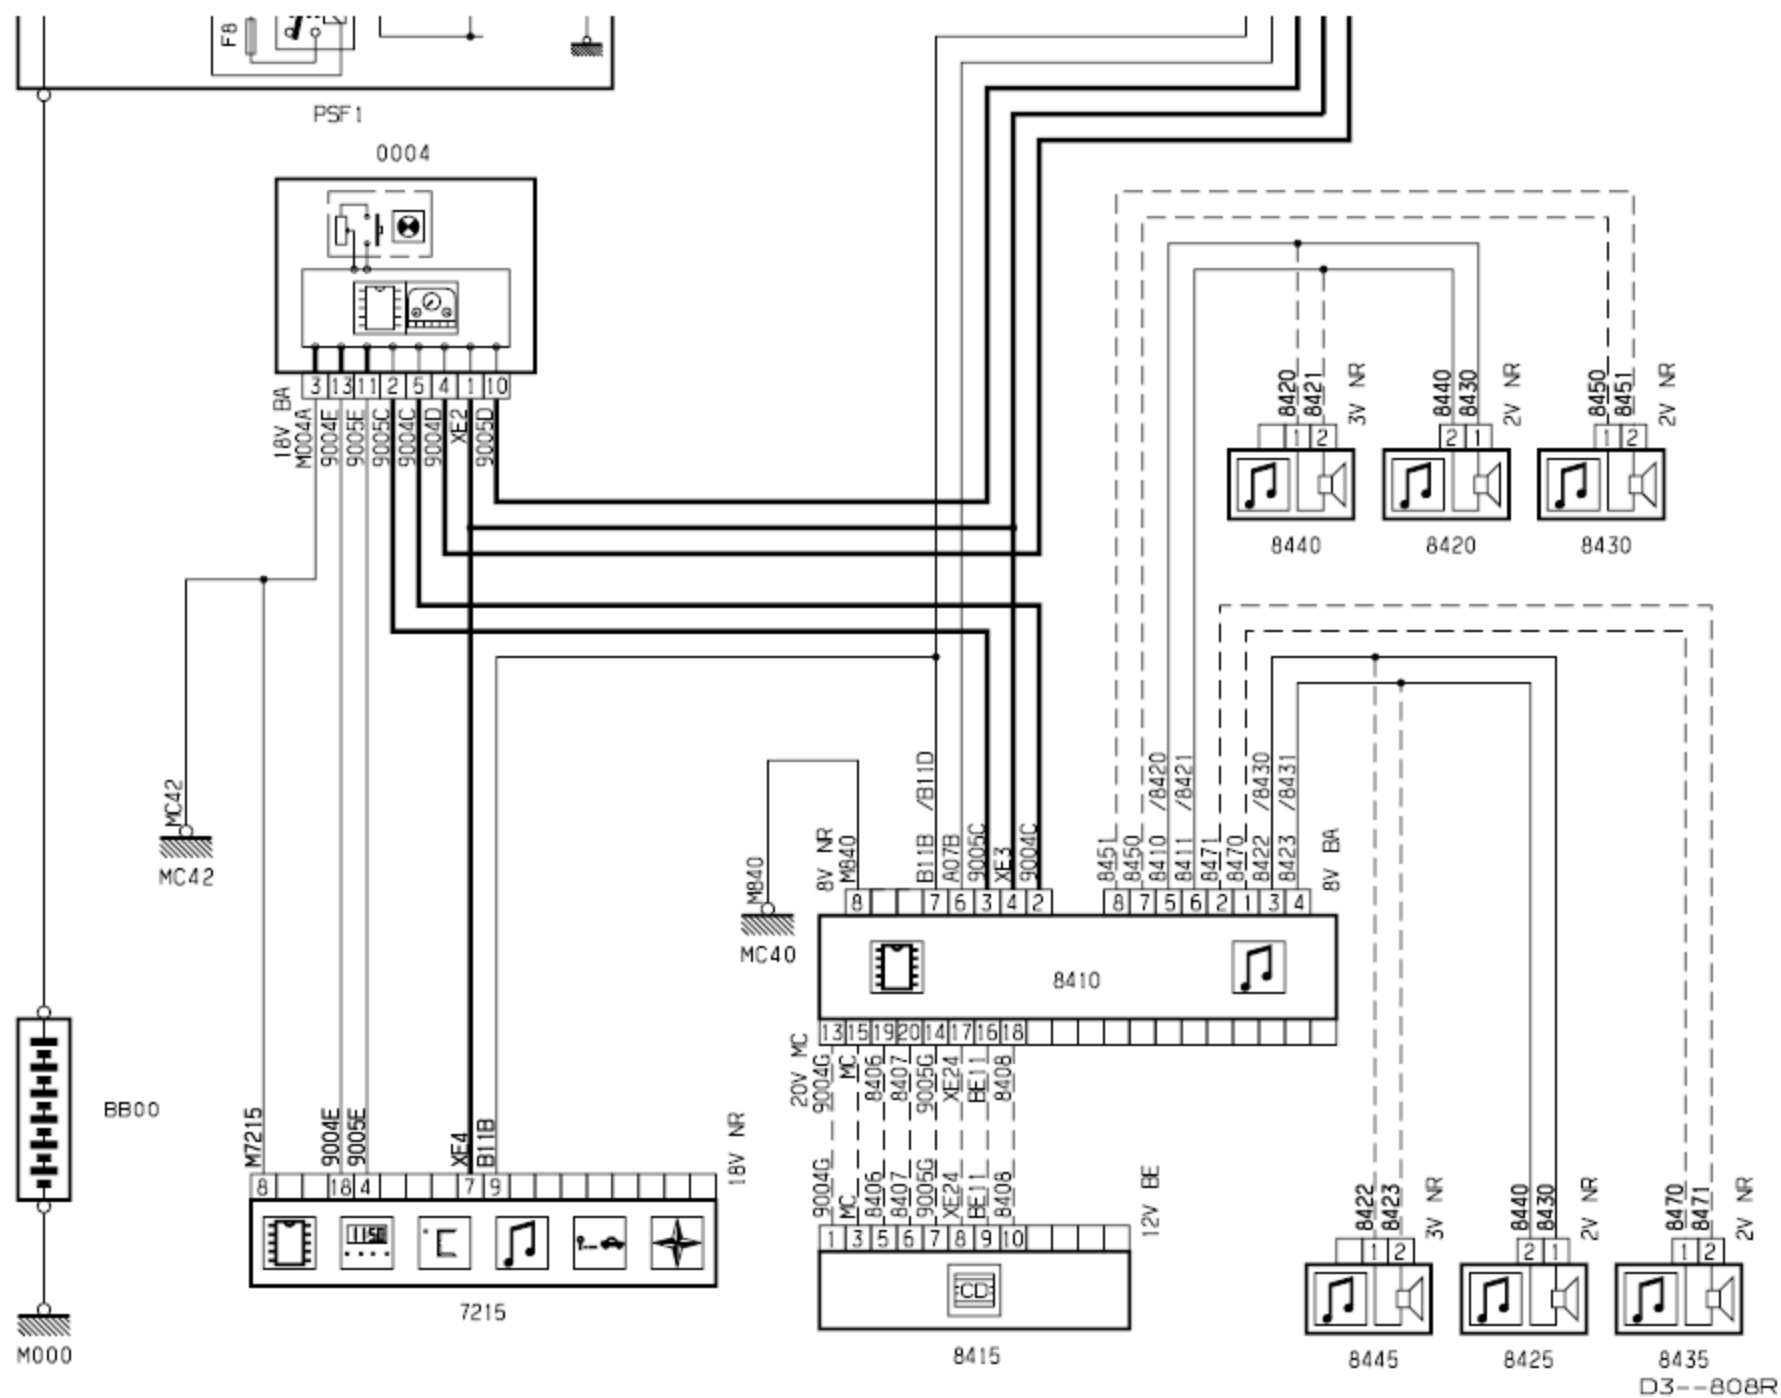 F8
PSF1
0004
3 13 11 2 5 4 1 10
18V BA
M004A
9004E
9005E
9005C
9004C
9004D
XE2
9005D
8420
8421
3V NR
8440
8430
2V NR
8450
8451
2V NR
1 2
2 1
1 2
8440
8420
8430
MC42
MC42
M840
MC40
8V NR
M840
B11B /B11D
A07B
9005C
XE3
9004C
8451
8450
8410 /8420
8411 /8421
8471
8470
8422 /8430
8423 /8431
8V BA
8 7 6 3 4 2
8 7 5 6 2 1 3 4
8410
13 15 19 20 14 17 16 18
20V MC
9004G
MC
8406
8407
9005G
XE24
BE11
8408
BB00
M7215
9004E
9005E
XE4
B11B
18V NR
8 18 4 7 9
1150
°C
7215
9004G
MC
8406
8407
9005G
XE24
BE11
8408
12V BE
1 3 5 6 7 8 9 10
CD
8415
8422
8423
3V NR
8440
8430
2V NR
8470
8471
2V NR
1 2
2 1
1 2
8445
8425
8435
M000
D3--808R